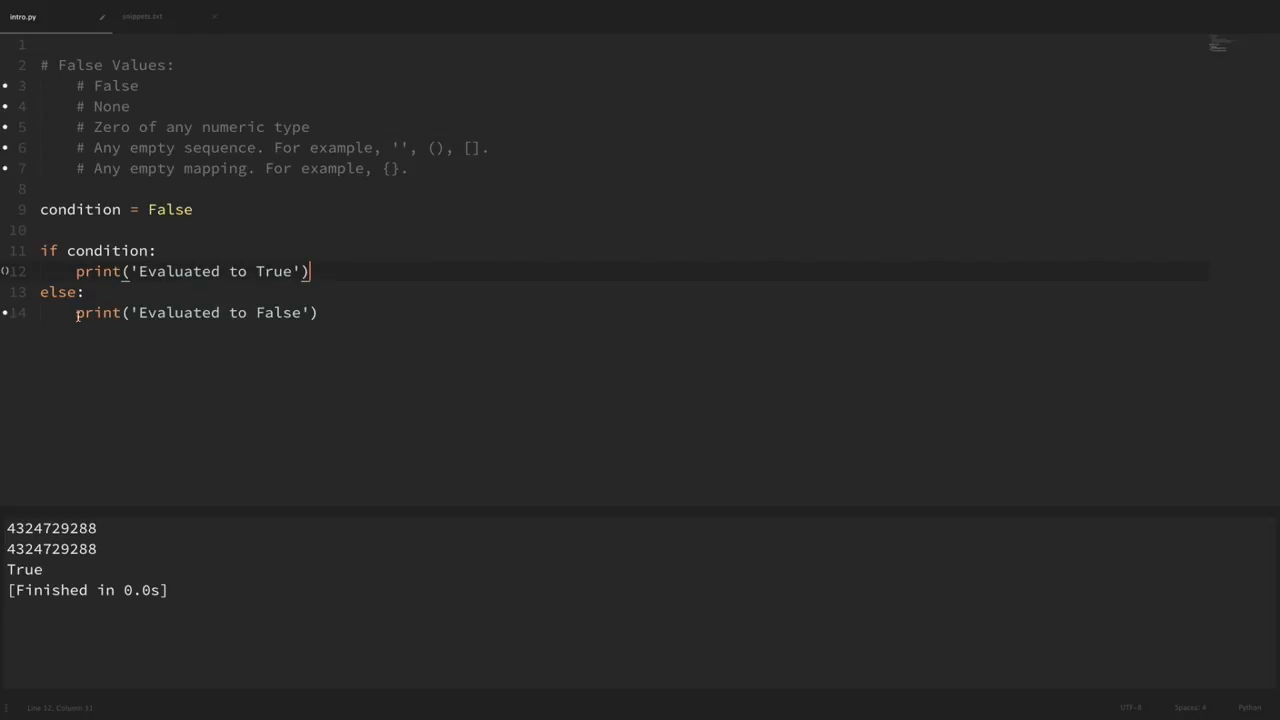 intro.py snippets.txt
1
2 # False Values:
3 # False
4 # None
5 # Zero of any numeric type
6 # Any empty sequence. For example, '', (), [].
7 # Any empty mapping. For example, {}.
8
9 condition = False
10
11 if condition:
12 print('Evaluated to True')
13 else:
14 print('Evaluated to False')
4324729288
4324729288
True
[Finished in 0.0s]
Line 12, Column 31 UTF-8 Spaces: 4 Python